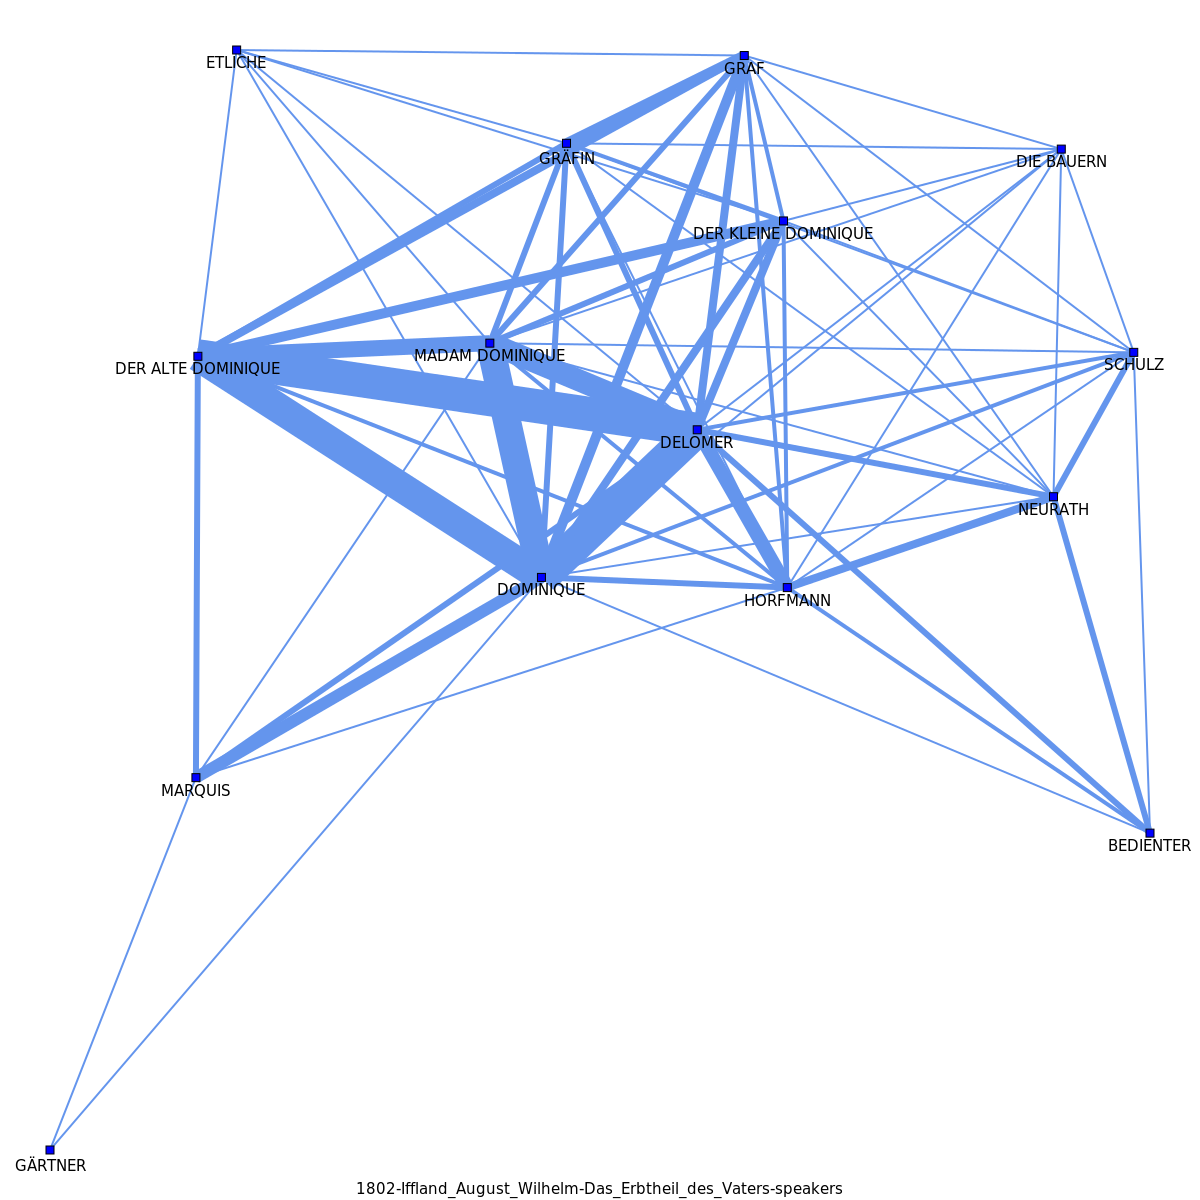 ETLICHE
GRAF
GRÄFIN
DIE BAUERN
DER KLEINE DOMINIQUE
MADAM DOMINIQUE
DER ALTE DOMINIQUE
SCHULZ
DELOMER
NEURATH
DOMINIQUE
HORFMANN
MARQUIS
BEDIENTER
GÄRTNER
1802-Iffland_August_Wilhelm-Das_Erbtheil_des_Vaters-speakers